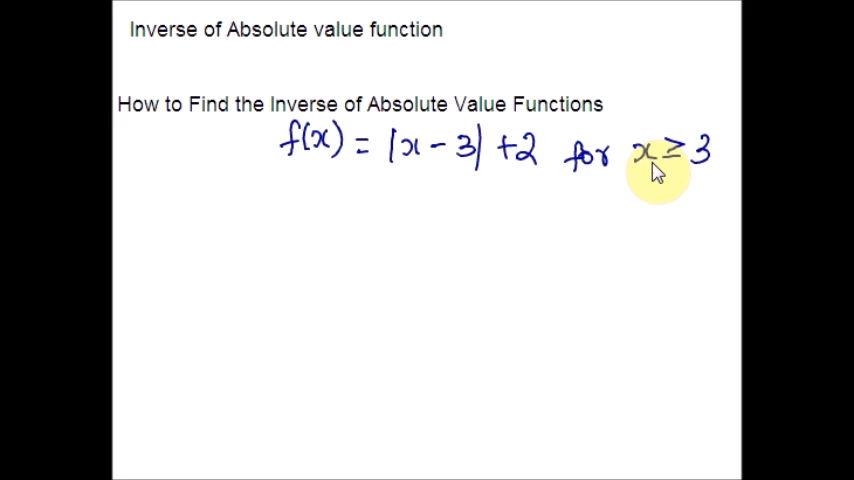 Inverse of Absolute value function
How to Find the Inverse of Absolute Value Functions
f(x) = |x - 3| + 2 for x ≥ 3